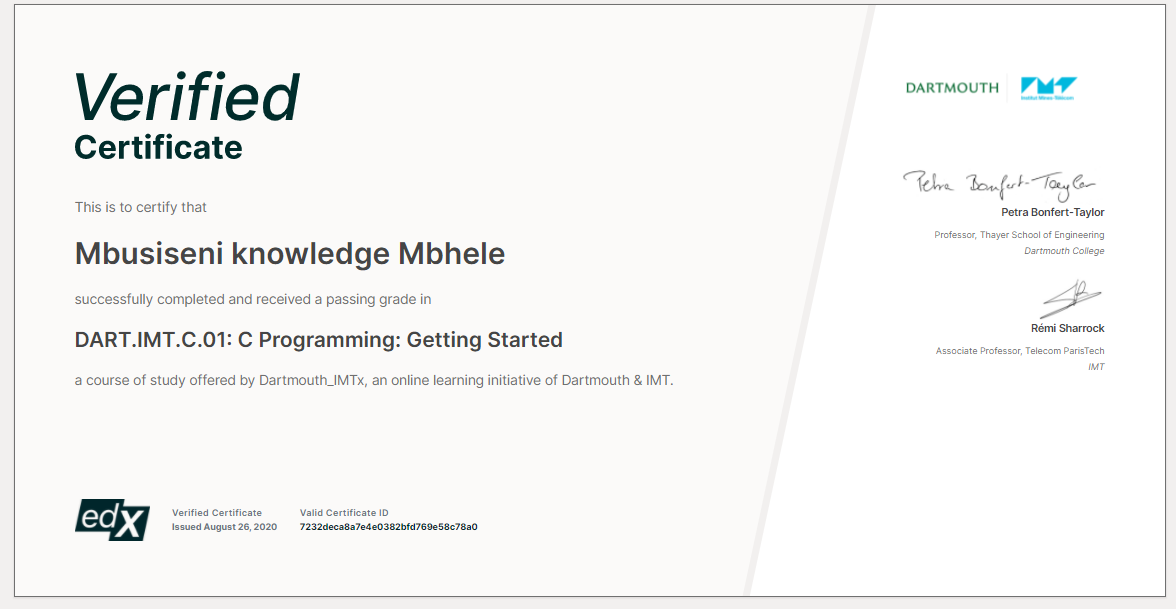 Verified
Certificate
This is to certify that
Mbusiseni knowledge Mbhele
successfully completed and received a passing grade in
DART.IMT.C.01: C Programming: Getting Started
a course of study offered by Dartmouth_IMTx, an online learning initiative of Dartmouth & IMT.
edX
Verified Certificate
Issued August 26, 2020
Valid Certificate ID
7232deca8a7e4e0382bfd769e58c78a0
DARTMOUTH
Institut Mines-Télécom
Petra Bonfert-Taylor
Petra Bonfert-Taylor
Professor, Thayer School of Engineering
Dartmouth College
Rémi Sharrock
Associate Professor, Telecom ParisTech
IMT